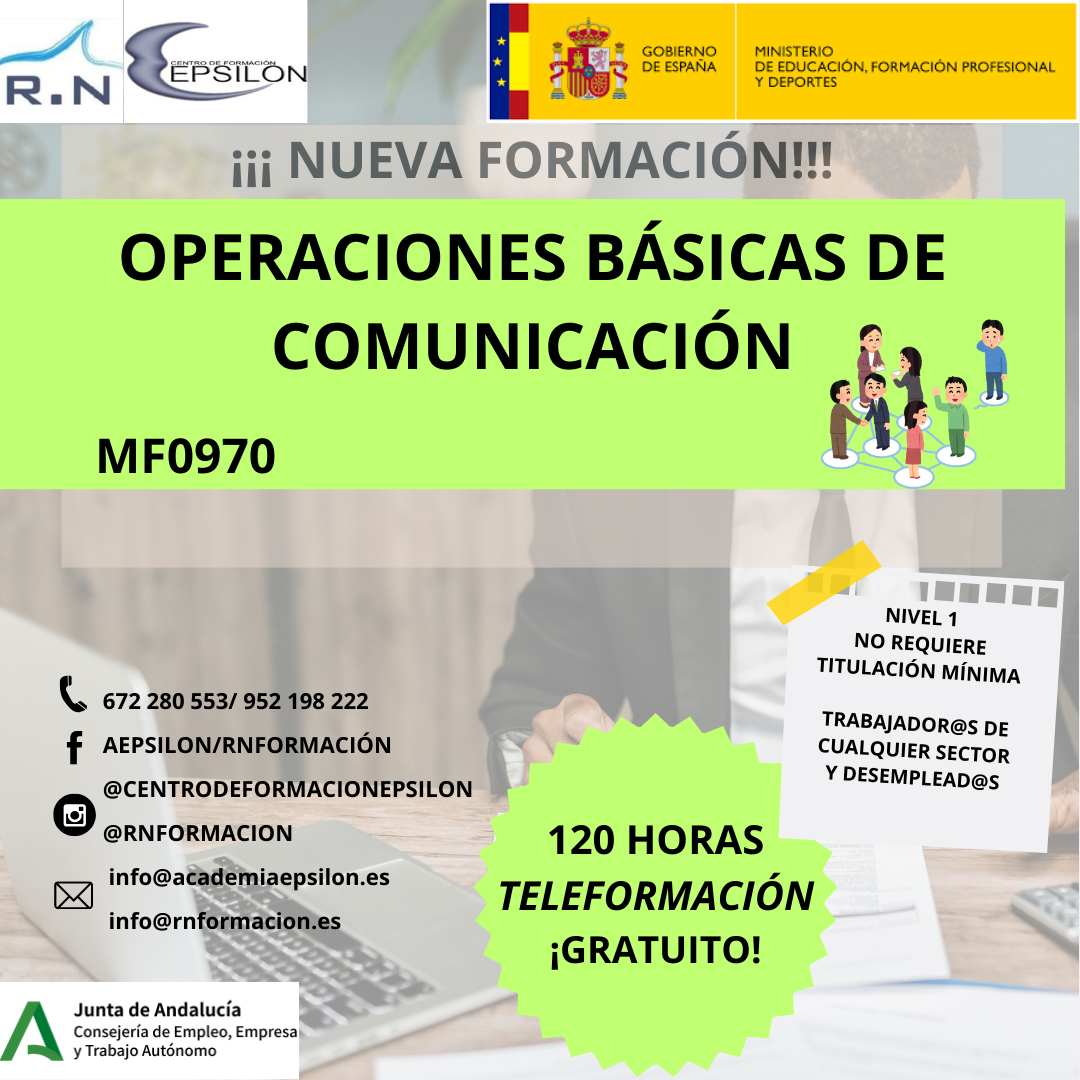 R.N
CENTRO DE FORMACIÓN
EPSILON
GOBIERNO
DE ESPAÑA
MINISTERIO
DE EDUCACIÓN, FORMACIÓN PROFESIONAL
Y DEPORTES
¡¡¡ NUEVA FORMACIÓN!!!
OPERACIONES BÁSICAS DE
COMUNICACIÓN
MF0970
NIVEL 1
NO REQUIERE
TITULACIÓN MÍNIMA
TRABAJADOR@S DE
CUALQUIER SECTOR
Y DESEMPLEAD@S
672 280 553/ 952 198 222
AEPSILON/RNFORMACIÓN
@CENTRODEFORMACIONEPSILON
@RNFORMACION
info@academiaepsilon.es
info@rnformacion.es
120 HORAS
TELEFORMACIÓN
¡GRATUITO!
Junta de Andalucía
Consejería de Empleo, Empresa
y Trabajo Autónomo